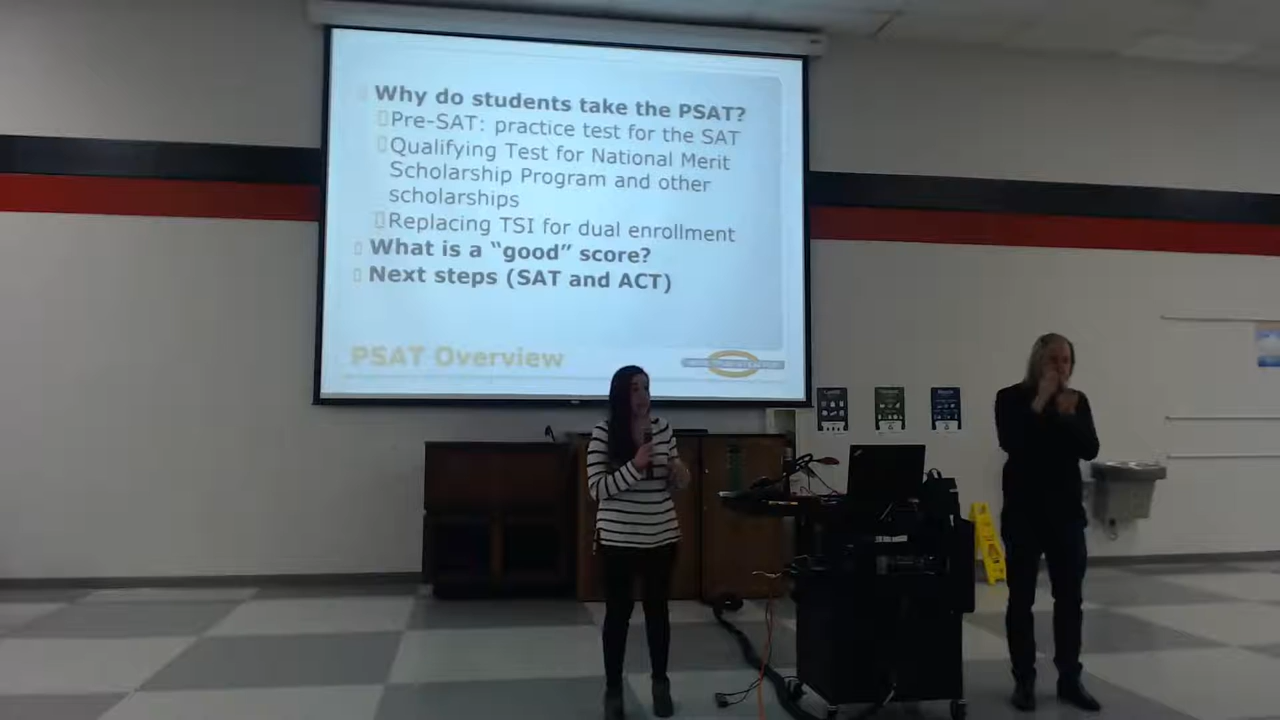 Why do students take the PSAT?
Pre-SAT: practice test for the SAT
Qualifying Test for National Merit
Scholarship Program and other
scholarships
Replacing TSI for dual enrollment
What is a “good” score?
Next steps (SAT and ACT)
PSAT Overview